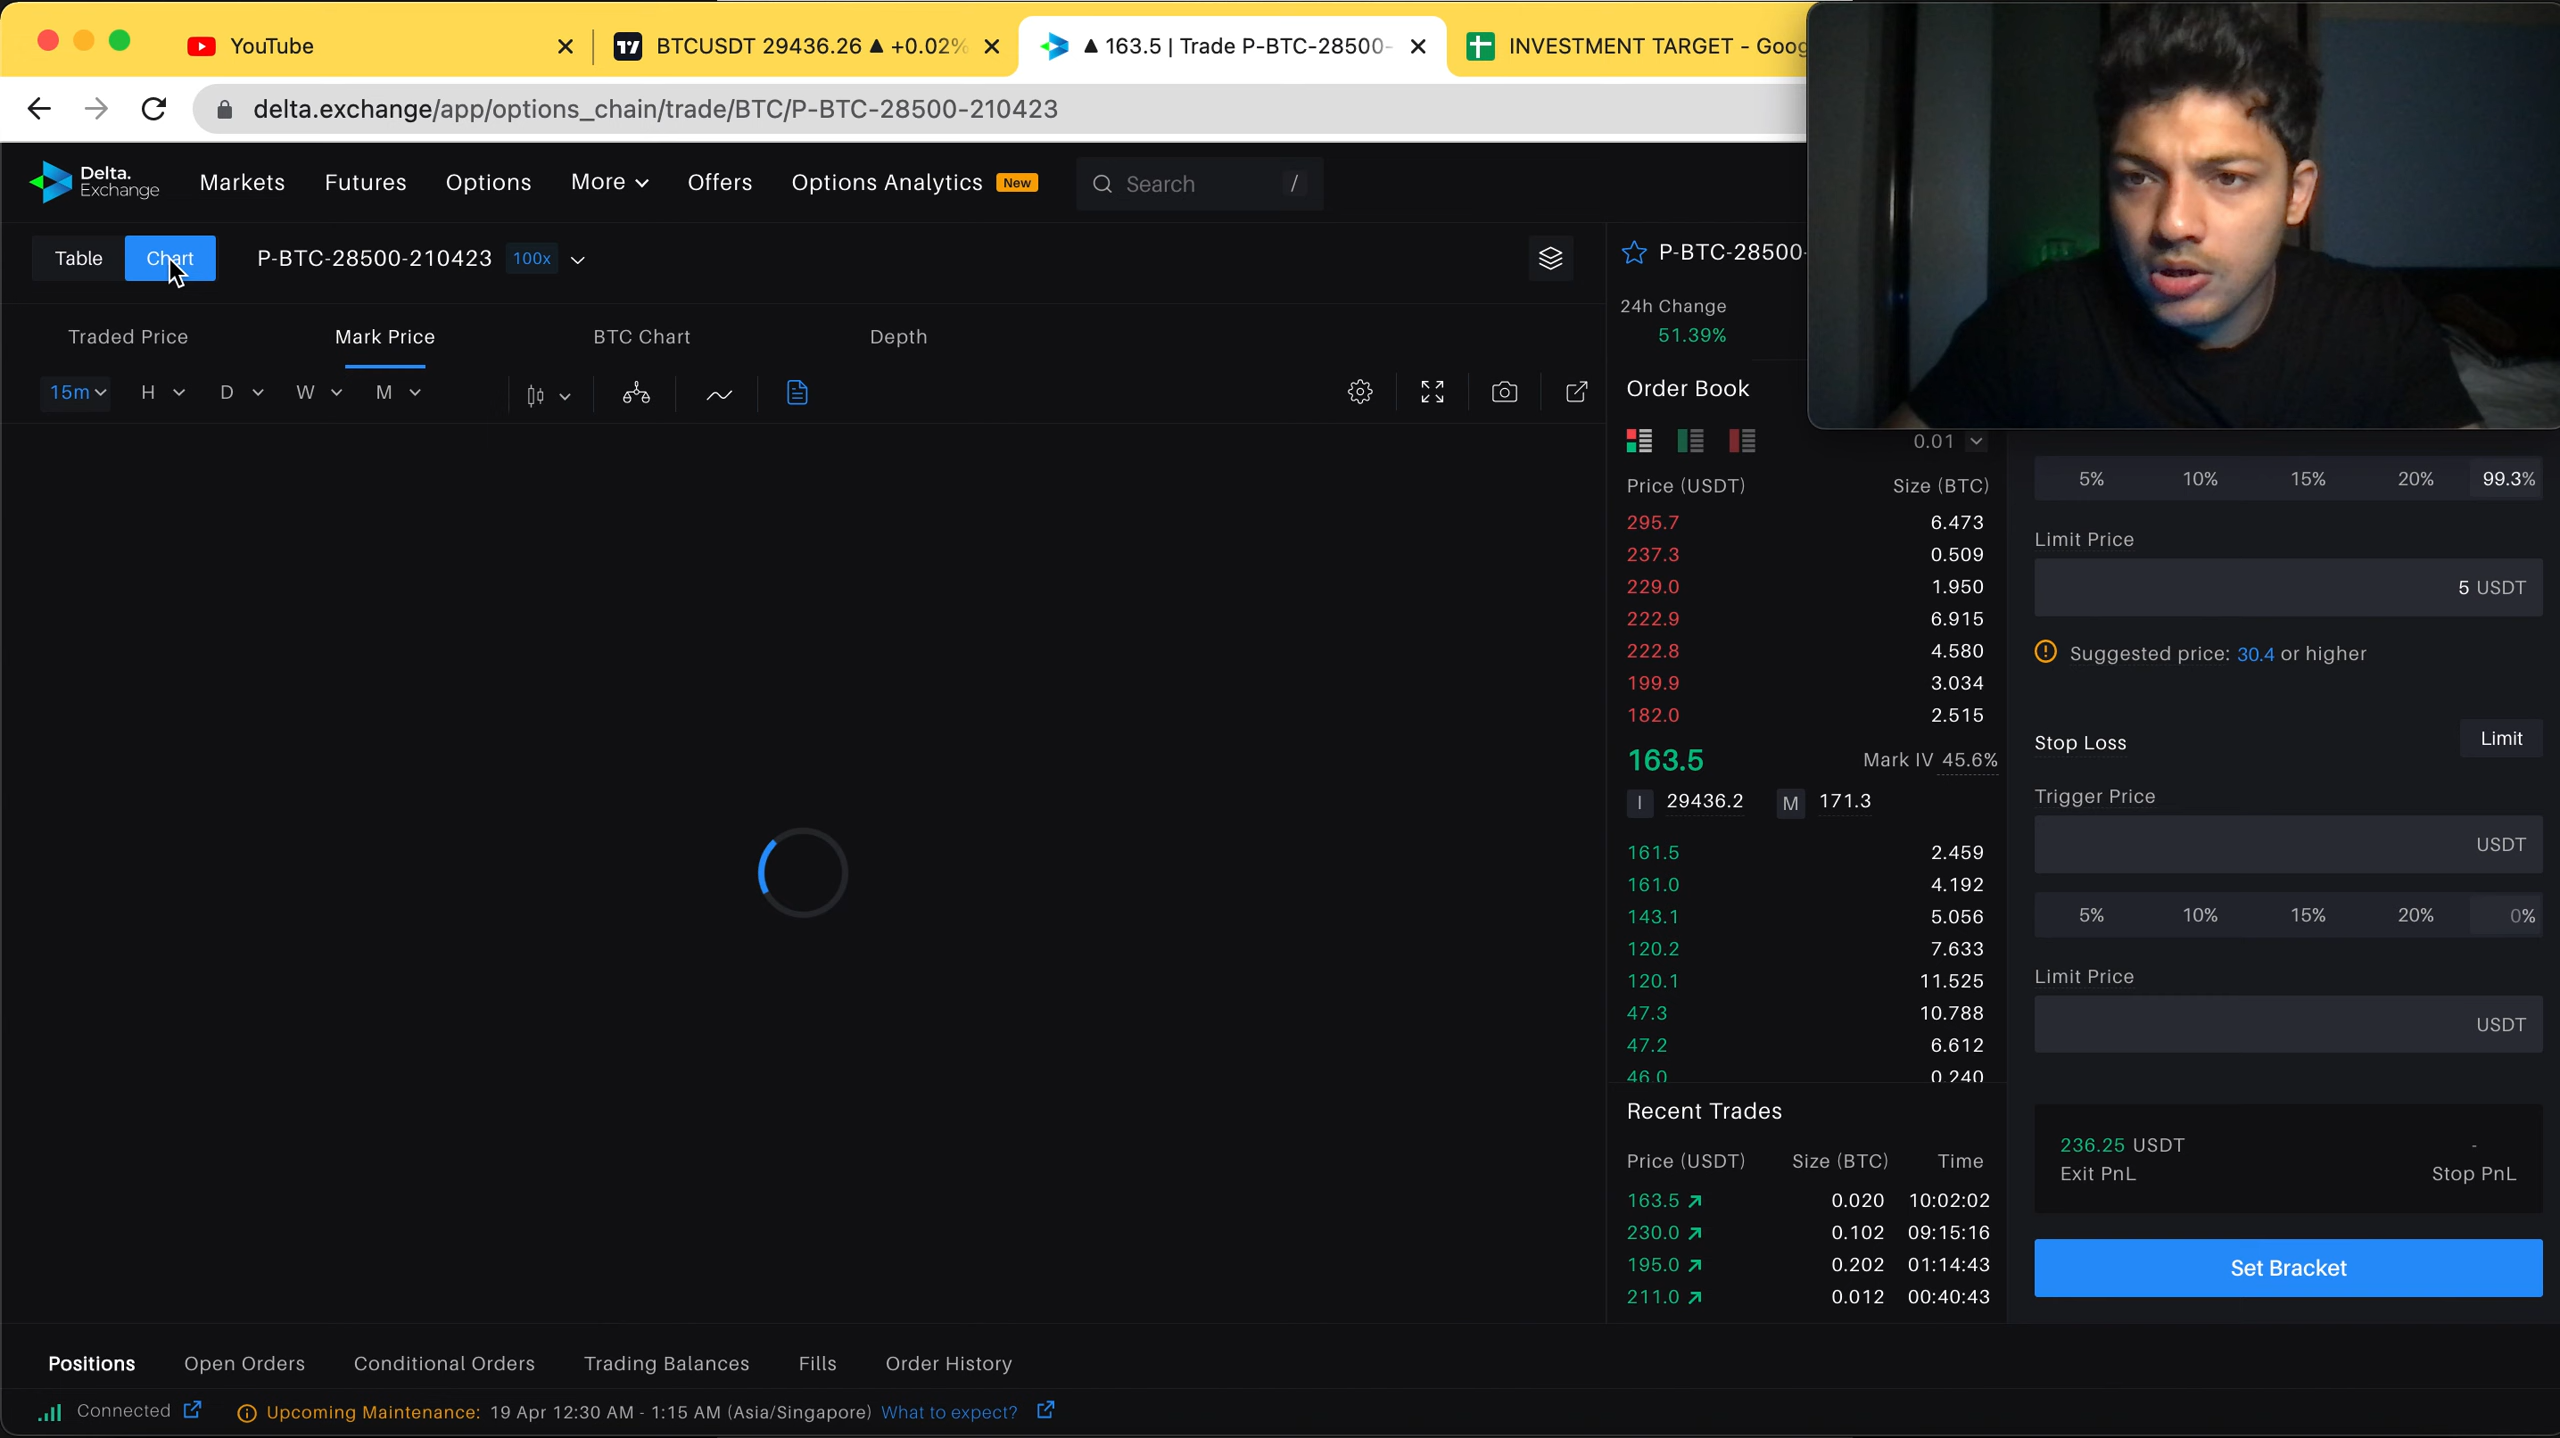 YouTube
BTCUSDT 29436.26 ▲ +0.02%
▲ 163.5 | Trade P-BTC-28500-
INVESTMENT TARGET - Goog
delta.exchange/app/options_chain/trade/BTC/P-BTC-28500-210423
Delta.
Exchange
Markets Futures Options More Offers Options Analytics New Search /
Table Chart P-BTC-28500-210423 100x
Traded Price Mark Price BTC Chart Depth
15m H D W M
P-BTC-28500-
24h Change
51.39%
Order Book
0.01
Price (USDT) Size (BTC)
295.7 6.473
237.3 0.509
229.0 1.950
222.9 6.915
222.8 4.580
199.9 3.034
182.0 2.515
163.5 Mark IV 45.6%
I 29436.2 M 171.3
161.5 2.459
161.0 4.192
143.1 5.056
120.2 7.633
120.1 11.525
47.3 10.788
47.2 6.612
46.0 0.240
Recent Trades
Price (USDT) Size (BTC) Time
163.5 0.020 10:02:02
230.0 0.102 09:15:16
195.0 0.202 01:14:43
211.0 0.012 00:40:43
5% 10% 15% 20% 99.3%
Limit Price
5 USDT
Suggested price: 30.4 or higher
Stop Loss Limit
Trigger Price
USDT
5% 10% 15% 20% 0%
Limit Price
USDT
236.25 USDT -
Exit PnL Stop PnL
Set Bracket
Positions Open Orders Conditional Orders Trading Balances Fills Order History
Connected Upcoming Maintenance: 19 Apr 12:30 AM - 1:15 AM (Asia/Singapore) What to expect?